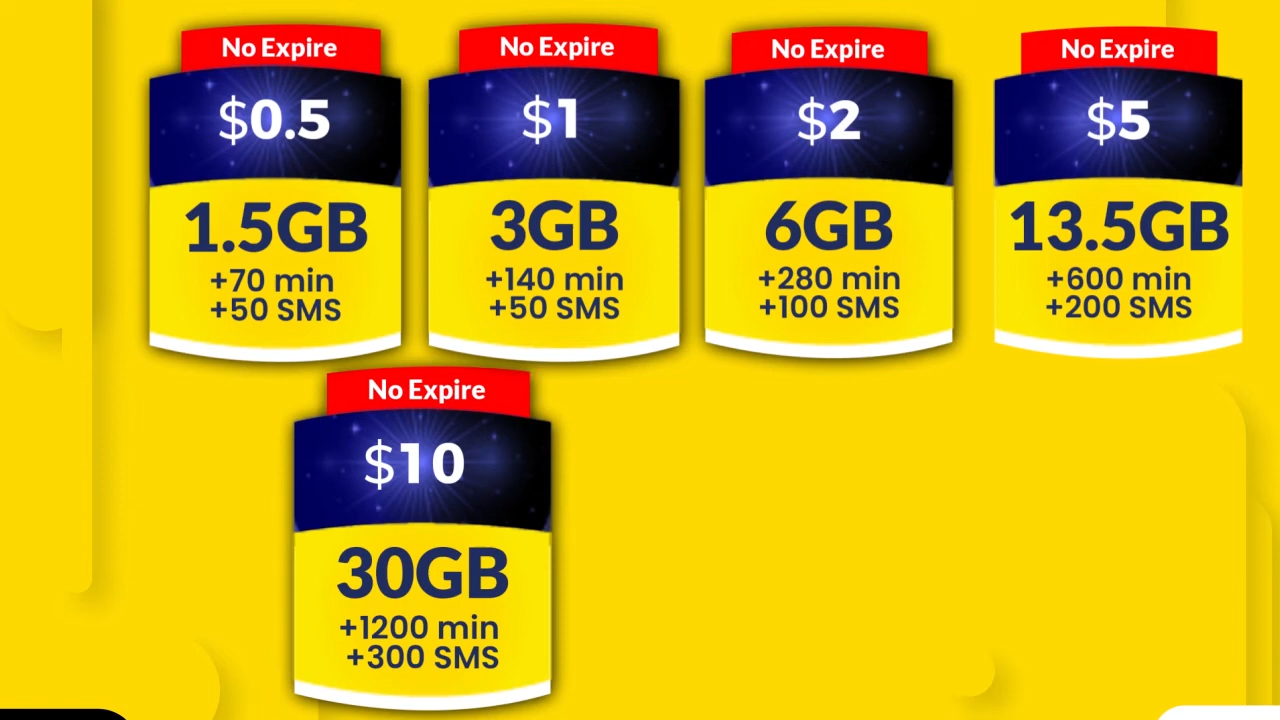 No Expire
$0.5
1.5GB
+70 min
+50 SMS
No Expire
$1
3GB
+140 min
+50 SMS
No Expire
$2
6GB
+280 min
+100 SMS
No Expire
$5
13.5GB
+600 min
+200 SMS
No Expire
$10
30GB
+1200 min
+300 SMS